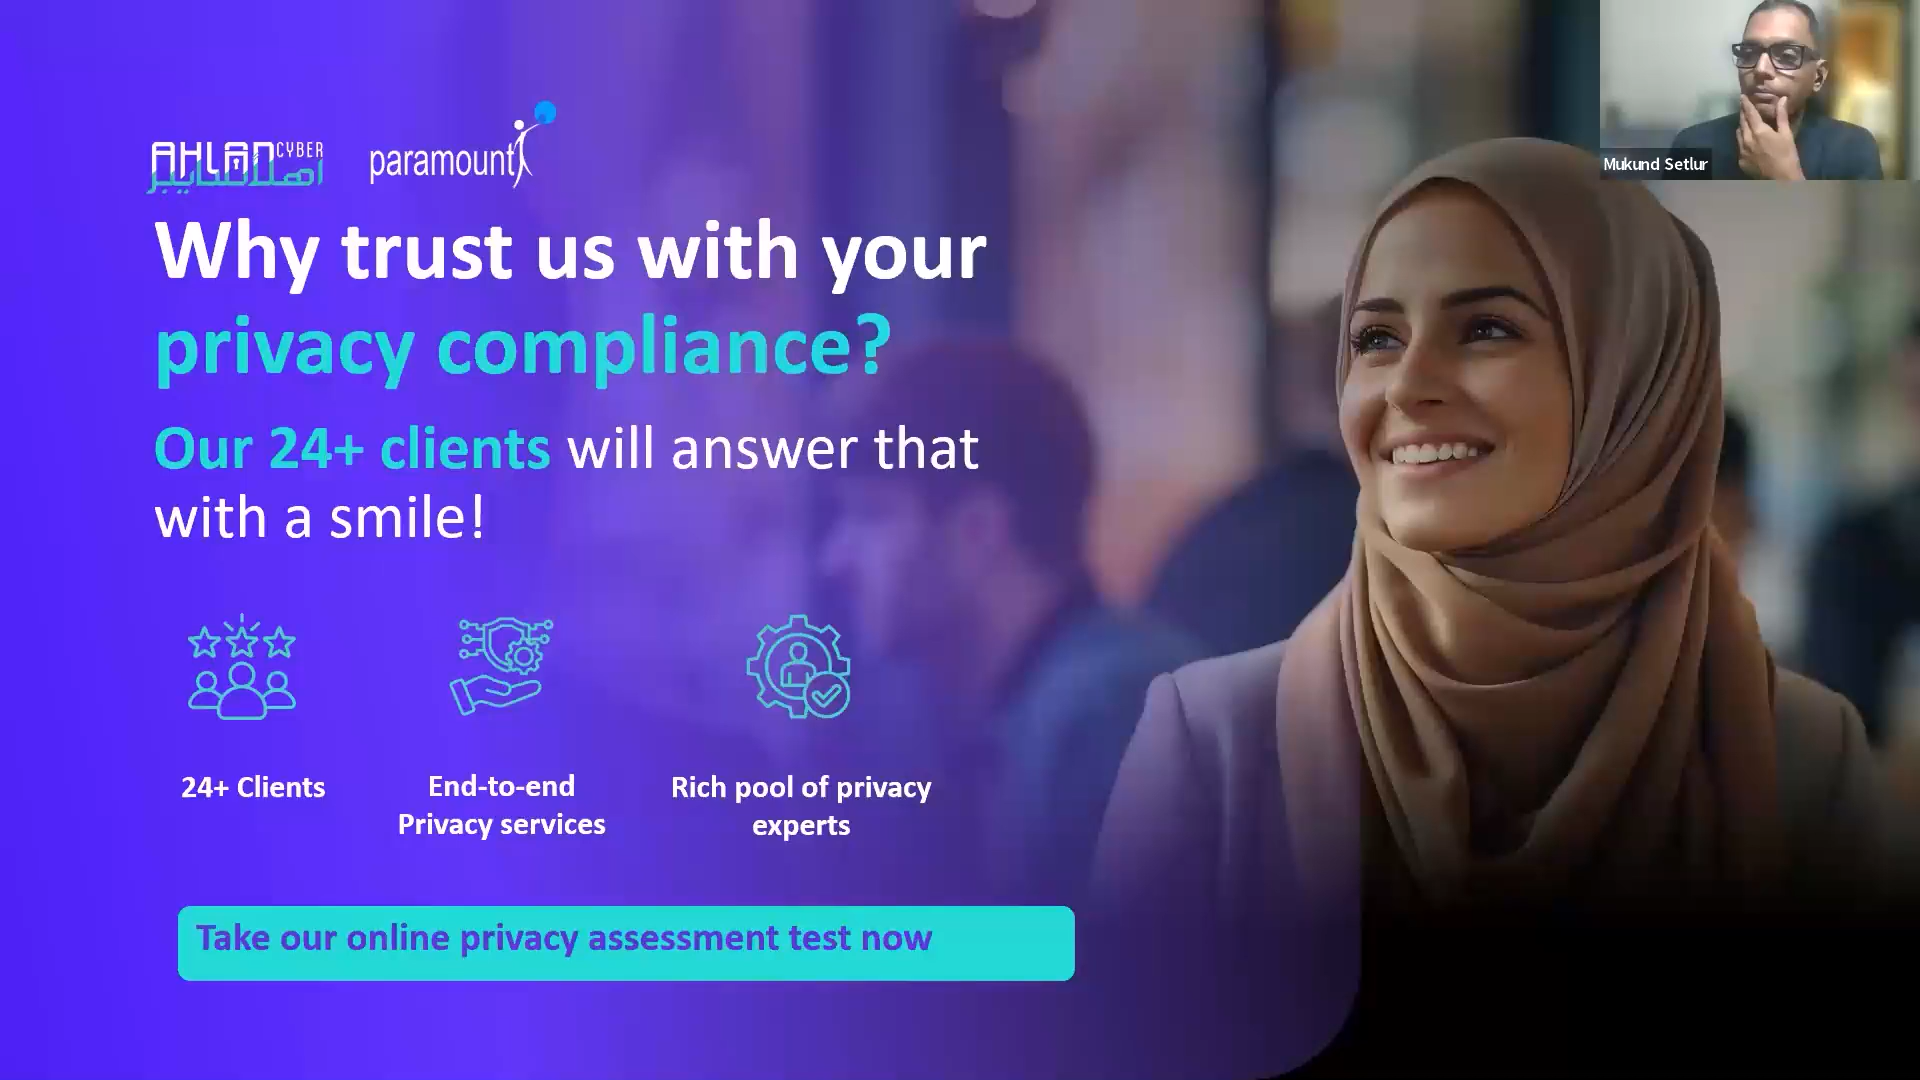 AHLAN CYBER
اهلا سايبر
paramount
Mukund Setlur
Why trust us with your
privacy compliance?
Our 24+ clients will answer that
with a smile!
24+ Clients
End-to-end
Privacy services
Rich pool of privacy
experts
Take our online privacy assessment test now